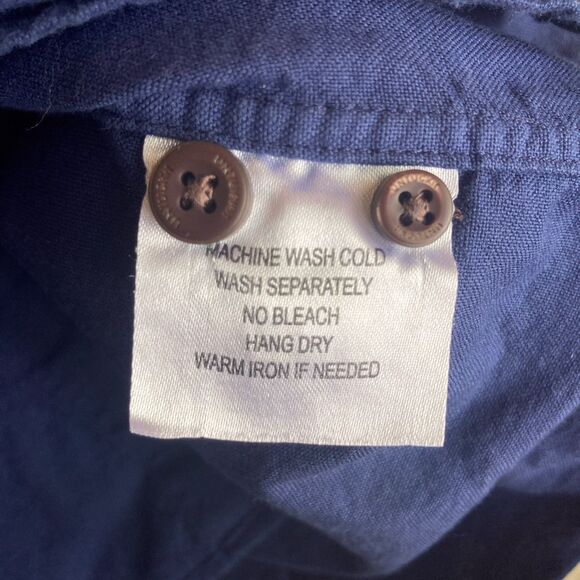 MACHINE WASH COLD
WASH SEPARATELY
NO BLEACH
HANG DRY
WARM IRON IF NEEDED